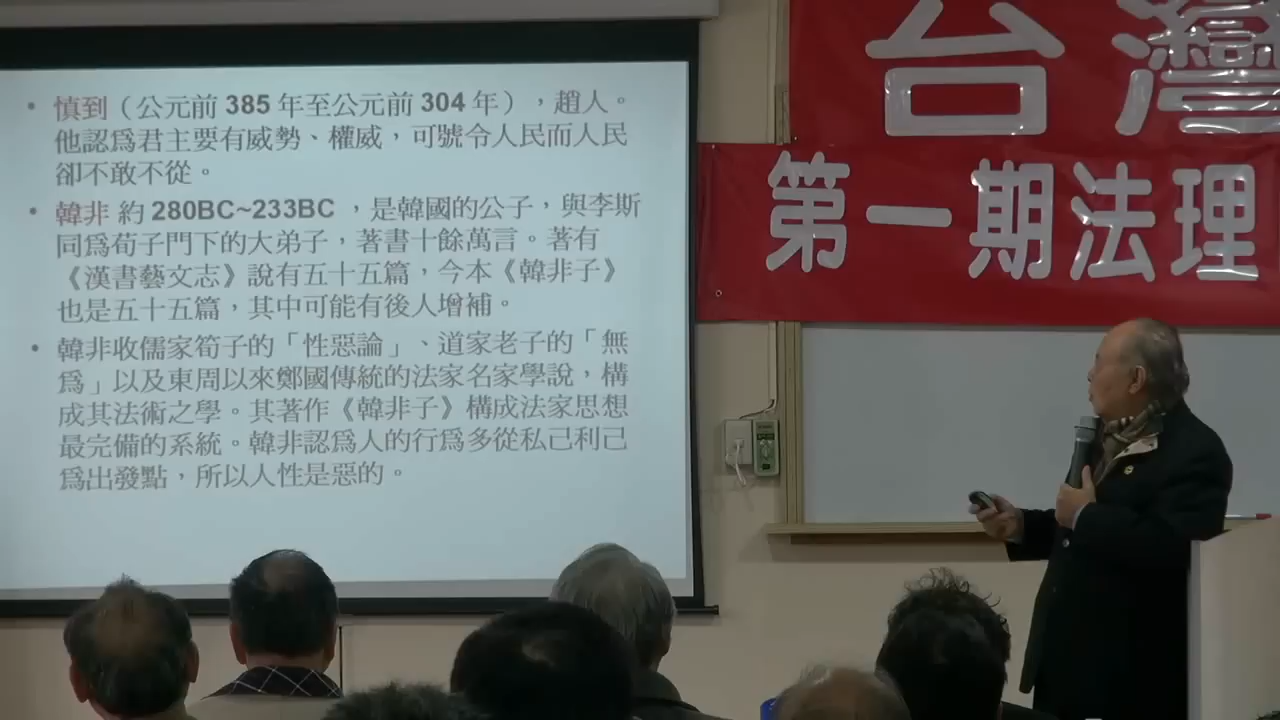 • 慎到（公元前 385 年至公元前 304 年），趙人。
他認爲君主要有威勢、權威，可號令人民而人民
卻不敢不從。
• 韓非 約 280BC~233BC ，是韓國的公子，與李斯
同爲荀子門下的大弟子，著書十餘萬言。著有
《漢書藝文志》說有五十五篇，今本《韓非子》
也是五十五篇，其中可能有後人增補。
• 韓非收儒家筍子的「性惡論」、道家老子的「無
爲」以及東周以來鄭國傳統的法家名家學說，構
成其法術之學。其著作《韓非子》構成法家思想
最完備的系統。韓非認爲人的行爲多從私己利己
爲出發點，所以人性是惡的。
台灣
第一期法理